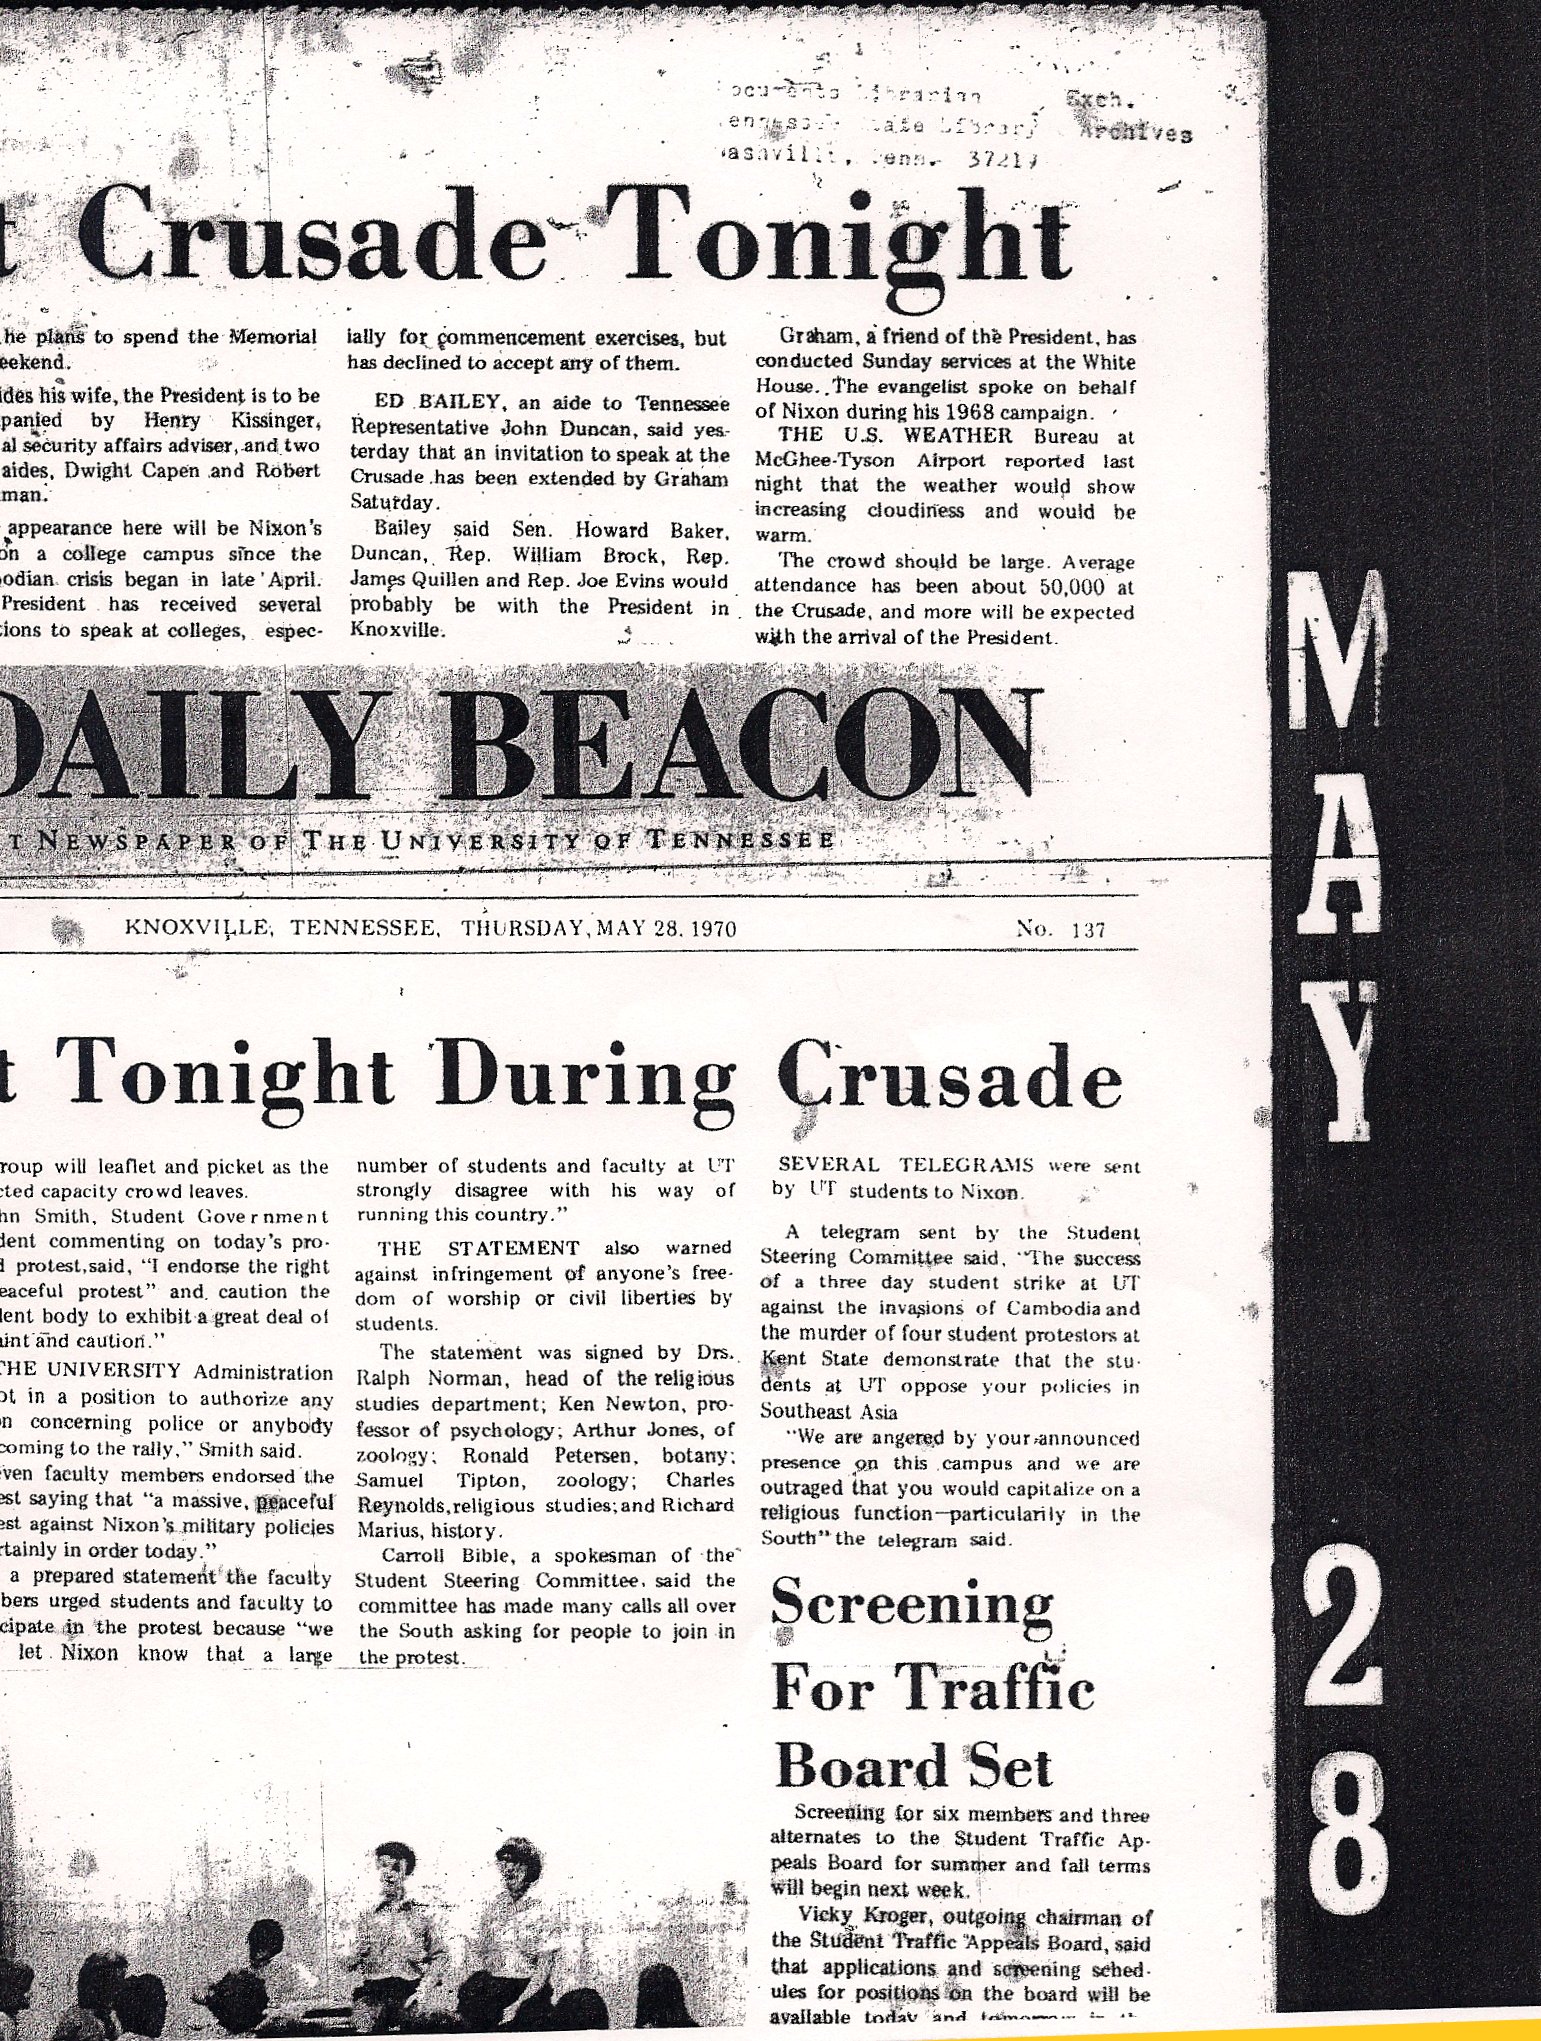 Exch.
Archives
37219
t Crusade Tonight
he plans to spend the Memorial
eekend.
ides his wife, the President is to be
panied by Henry Kissinger,
al security affairs adviser, and two
aides, Dwight Capen and Robert
man.
appearance here will be Nixon's
on a college campus since the
odian crisis began in late April.
President has received several
tions to speak at colleges, espec-
ially for commencement exercises, but
has declined to accept any of them.
ED BAILEY, an aide to Tennessee
Representative John Duncan, said yes-
terday that an invitation to speak at the
Crusade has been extended by Graham
Saturday.
Bailey said Sen. Howard Baker,
Duncan, Rep. William Brock, Rep.
James Quillen and Rep. Joe Evins would
probably be with the President in
Knoxville.
Graham, a friend of the President, has
conducted Sunday services at the White
House. The evangelist spoke on behalf
of Nixon during his 1968 campaign.
THE U.S. WEATHER Bureau at
McGhee-Tyson Airport reported last
night that the weather would show
increasing cloudiness and would be
warm.
The crowd should be large. Average
attendance has been about 50,000 at
the Crusade, and more will be expected
with the arrival of the President.
DAILY BEACON
T NEWSPAPER OF THE UNIVERSITY OF TENNESSEE
KNOXVILLE, TENNESSEE, THURSDAY, MAY 28, 1970 No. 137
t Tonight During Crusade
roup will leaflet and picket as the
cted capacity crowd leaves.
hn Smith, Student Government
dent commenting on today's pro-
d protest, said, "I endorse the right
eaceful protest" and caution the
dent body to exhibit a great deal of
aint and caution."
THE UNIVERSITY Administration
ot in a position to authorize any
on concerning police or anybody
coming to the rally," Smith said.
ven faculty members endorsed the
est saying that "a massive, peaceful
est against Nixon's military policies
rtainly in order today."
a prepared statement the faculty
bers urged students and faculty to
cipate in the protest because "we
let Nixon know that a large
number of students and faculty at UT
strongly disagree with his way of
running this country."
THE STATEMENT also warned
against infringement of anyone's free-
dom of worship or civil liberties by
students.
The statement was signed by Drs.
Ralph Norman, head of the religious
studies department; Ken Newton, pro-
fessor of psychology; Arthur Jones, of
zoology; Ronald Petersen, botany;
Samuel Tipton, zoology; Charles
Reynolds, religious studies; and Richard
Marius, history.
Carroll Bible, a spokesman of the
Student Steering Committee, said the
committee has made many calls all over
the South asking for people to join in
the protest.
SEVERAL TELEGRAMS were sent
by UT students to Nixon.
A telegram sent by the Student
Steering Committee said, "The success
of a three day student strike at UT
against the invasions of Cambodia and
the murder of four student protestors at
Kent State demonstrate that the stu-
dents at UT oppose your policies in
Southeast Asia
"We are angered by your announced
presence on this campus and we are
outraged that you would capitalize on a
religious function—particularily in the
South" the telegram said.
Screening
For Traffic
Board Set
Screening for six members and three
alternates to the Student Traffic Ap-
peals Board for summer and fall terms
will begin next week.
Vicky Kroger, outgoing chairman of
the Student Traffic Appeals Board, said
that applications and screening sched-
ules for positions on the board will be
available today and
MAY 28